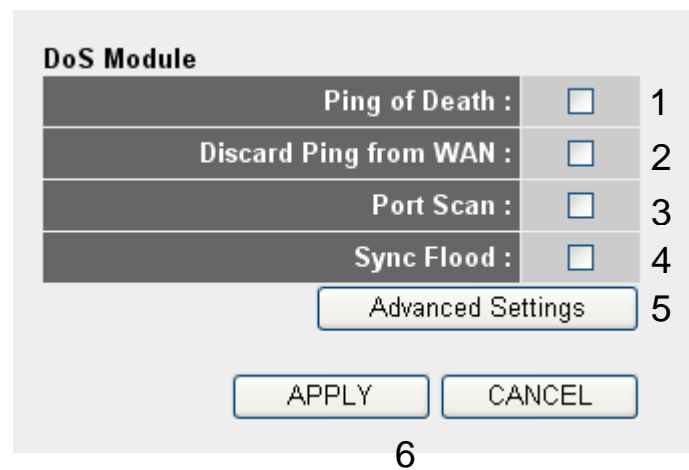 DoS Module
Ping of Death : 1
Discard Ping from WAN : 2
Port Scan : 3
Sync Flood : 4
Advanced Settings 5
APPLY CANCEL
6